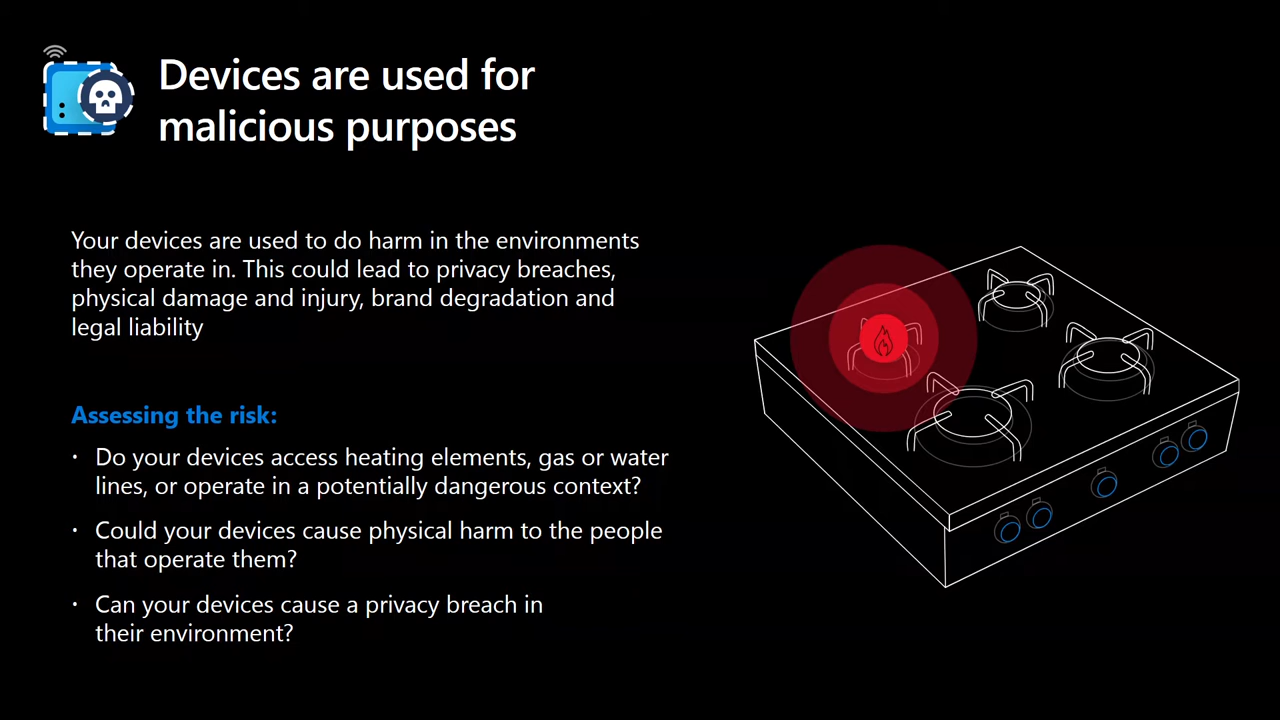 Devices are used for
malicious purposes
Your devices are used to do harm in the environments
they operate in. This could lead to privacy breaches,
physical damage and injury, brand degradation and
legal liability
Assessing the risk:
· Do your devices access heating elements, gas or water
lines, or operate in a potentially dangerous context?
· Could your devices cause physical harm to the people
that operate them?
· Can your devices cause a privacy breach in
their environment?